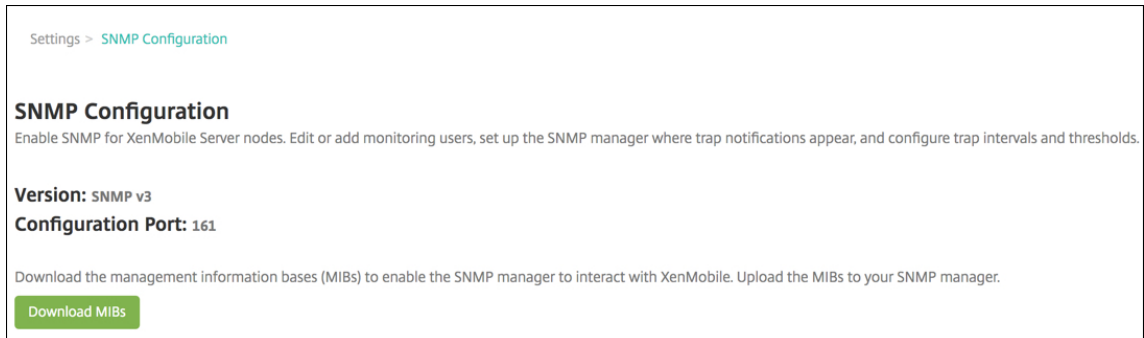 Settings > SNMP Configuration
SNMP Configuration
Enable SNMP for XenMobile Server nodes. Edit or add monitoring users, set up the SNMP manager where trap notifications appear, and configure trap intervals and thresholds.
Version: SNMP v3
Configuration Port: 161
Download the management information bases (MIBs) to enable the SNMP manager to interact with XenMobile. Upload the MIBs to your SNMP manager.
Download MIBs